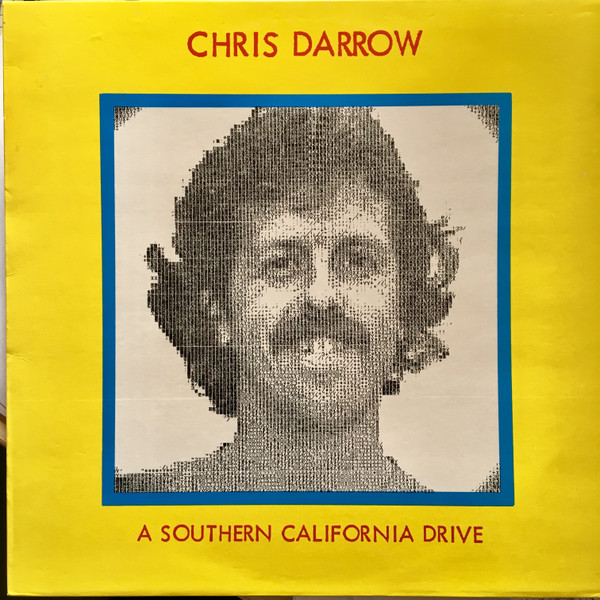 CHRIS DARROW
A SOUTHERN CALIFORNIA DRIVE